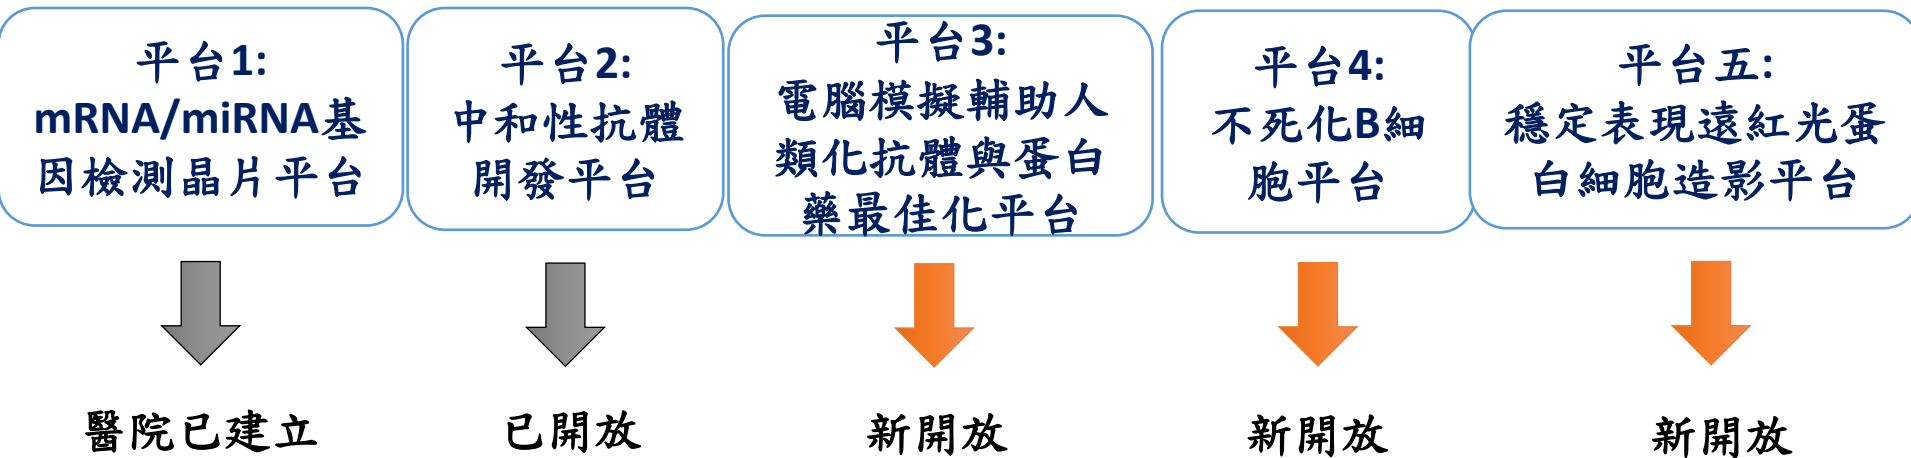 平台1:
mRNA/miRNA基
因檢測晶片平台
平台2:
中和性抗體
開發平台
平台3:
電腦模擬輔助人
類化抗體與蛋白
藥最佳化平台
平台4:
不死化B細
胞平台
平台五:
穩定表現遠紅光蛋
白細胞造影平台
醫院已建立
已開放
新開放
新開放
新開放